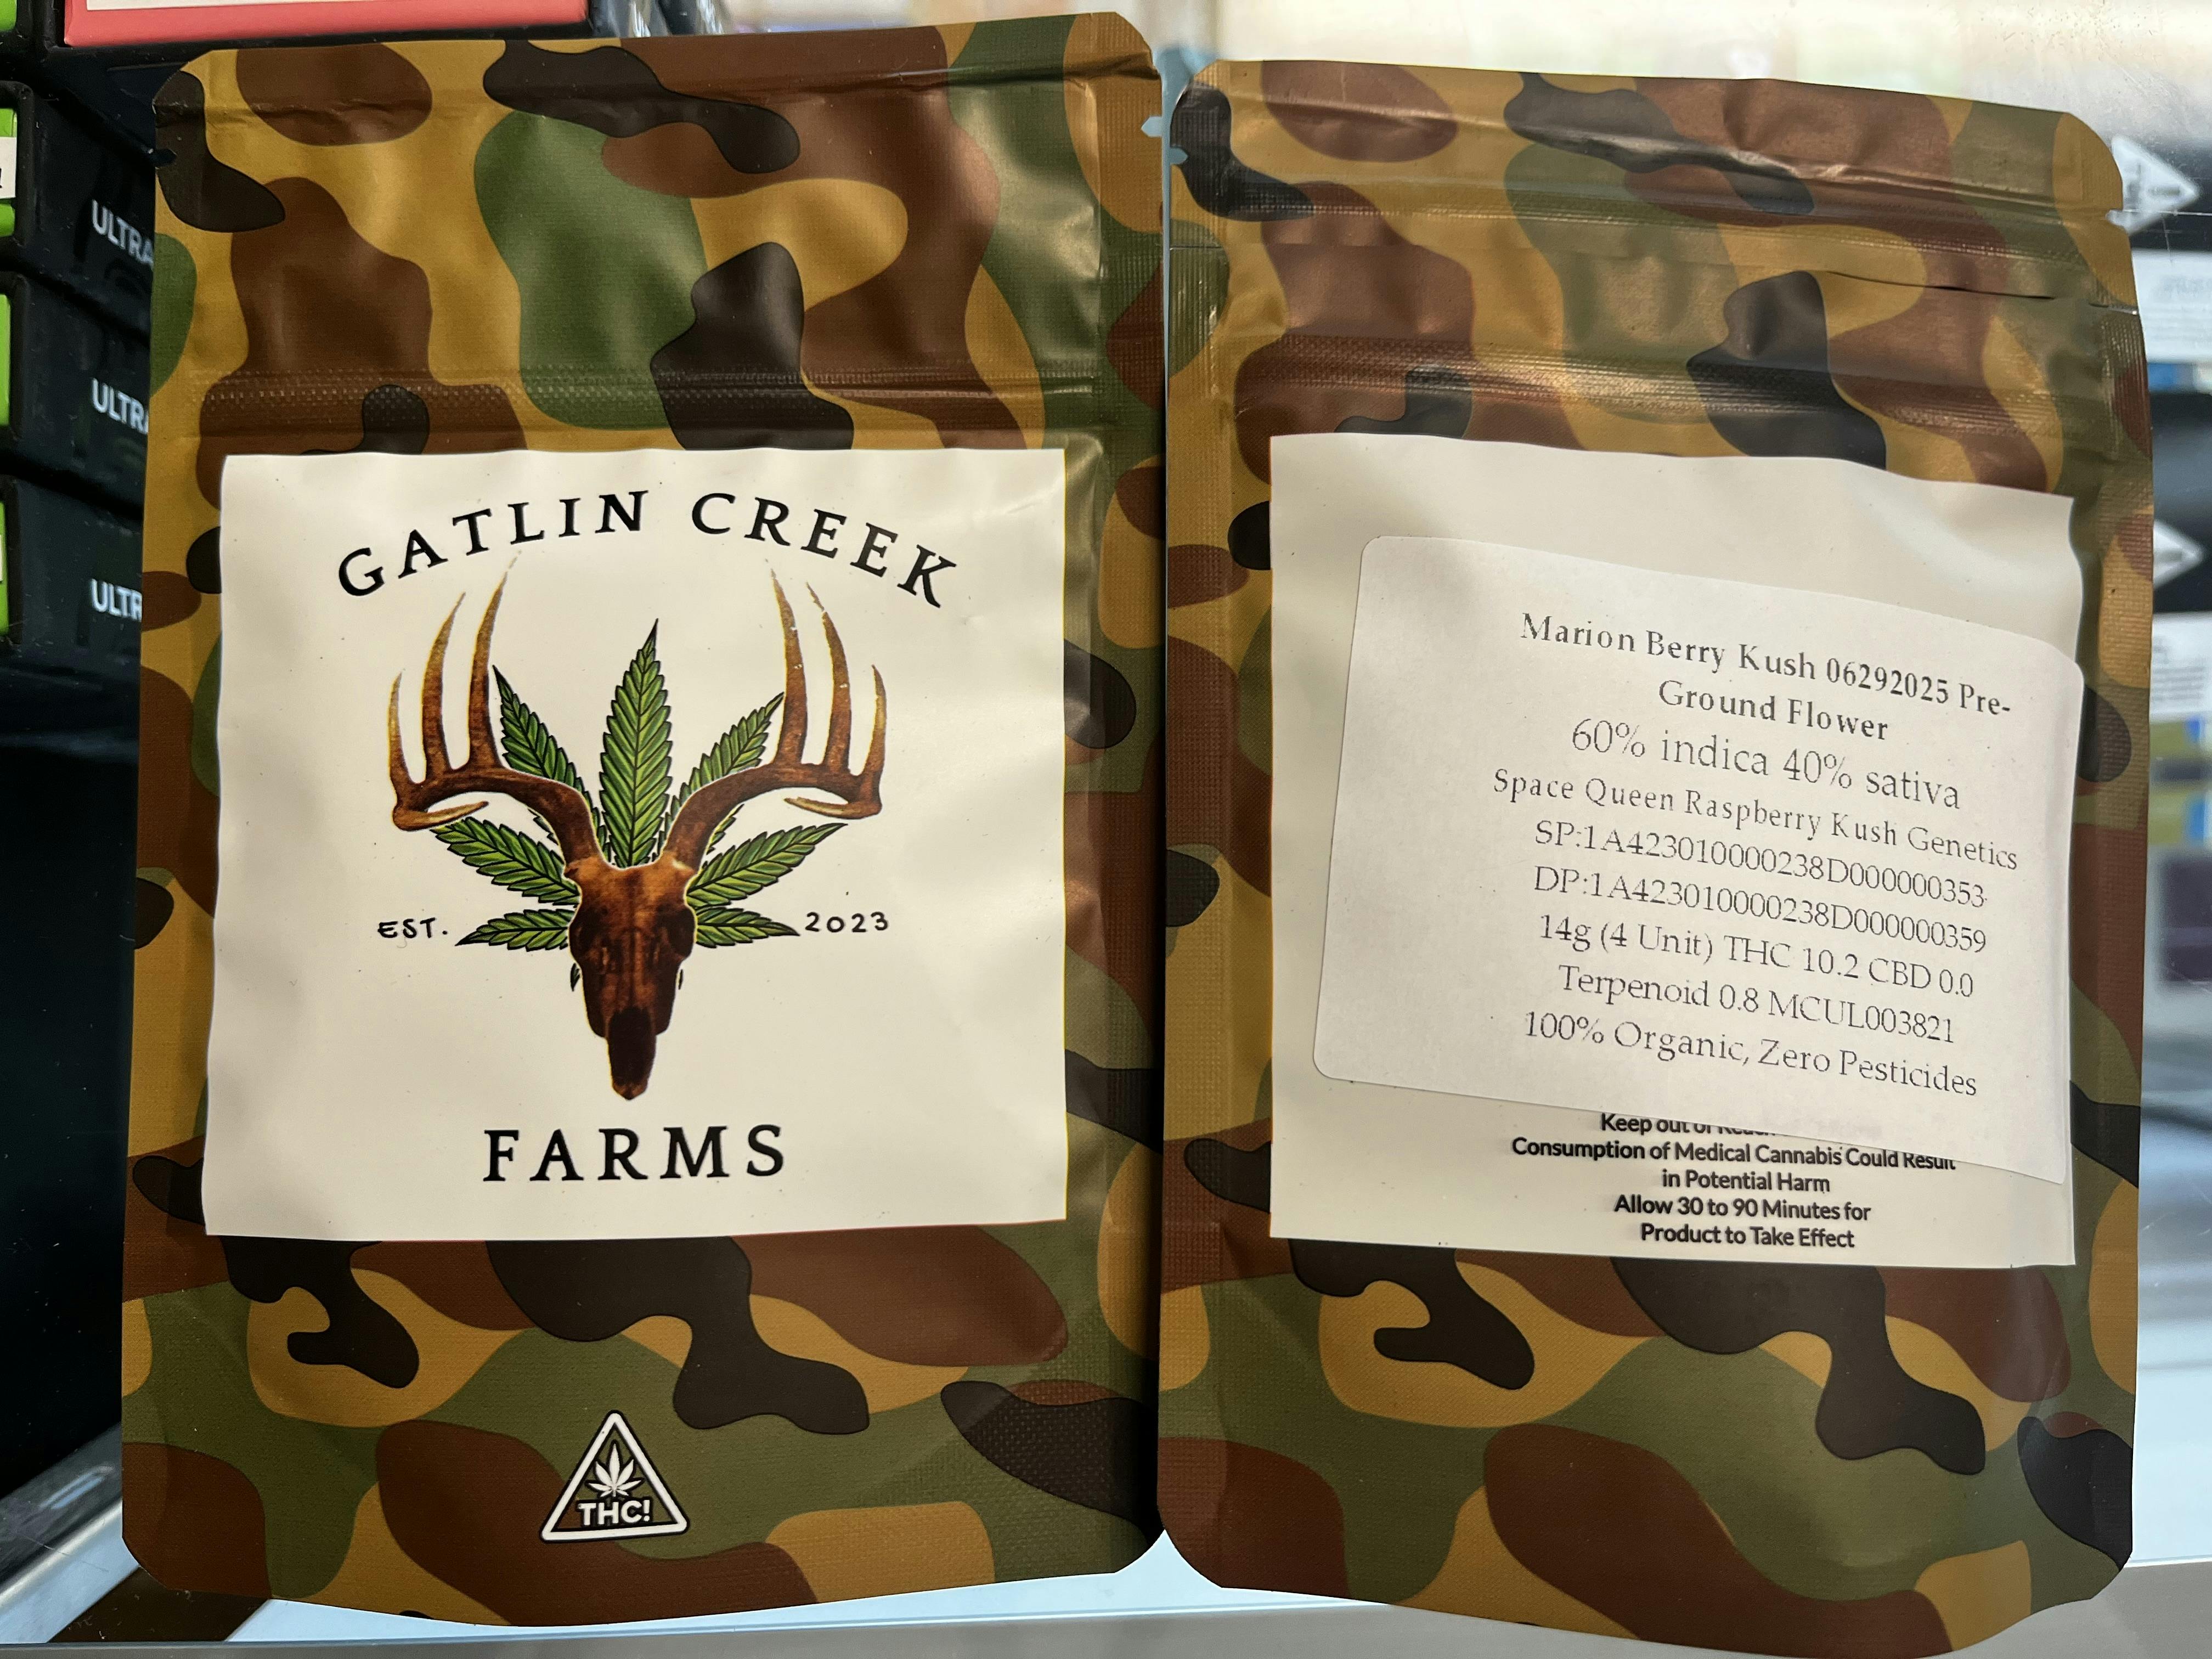 GATLIN CREEK
EST. 2023
FARMS
THC!
Marion Berry Kush 06292025 Pre-
Ground Flower
60% indica 40% sativa
Space Queen Raspberry Kush Genetics
SP:1A423010000238D000000353
DP:1A423010000238D000000359
14g (4 Unit) THC 10.2 CBD 0.0
Terpenoid 0.8 MCUL003821
100% Organic, Zero Pesticides
Keep out of
Consumption of Medical Cannabis Could Result
in Potential Harm
Allow 30 to 90 Minutes for
Product to Take Effect
ULTRA
ULTRA